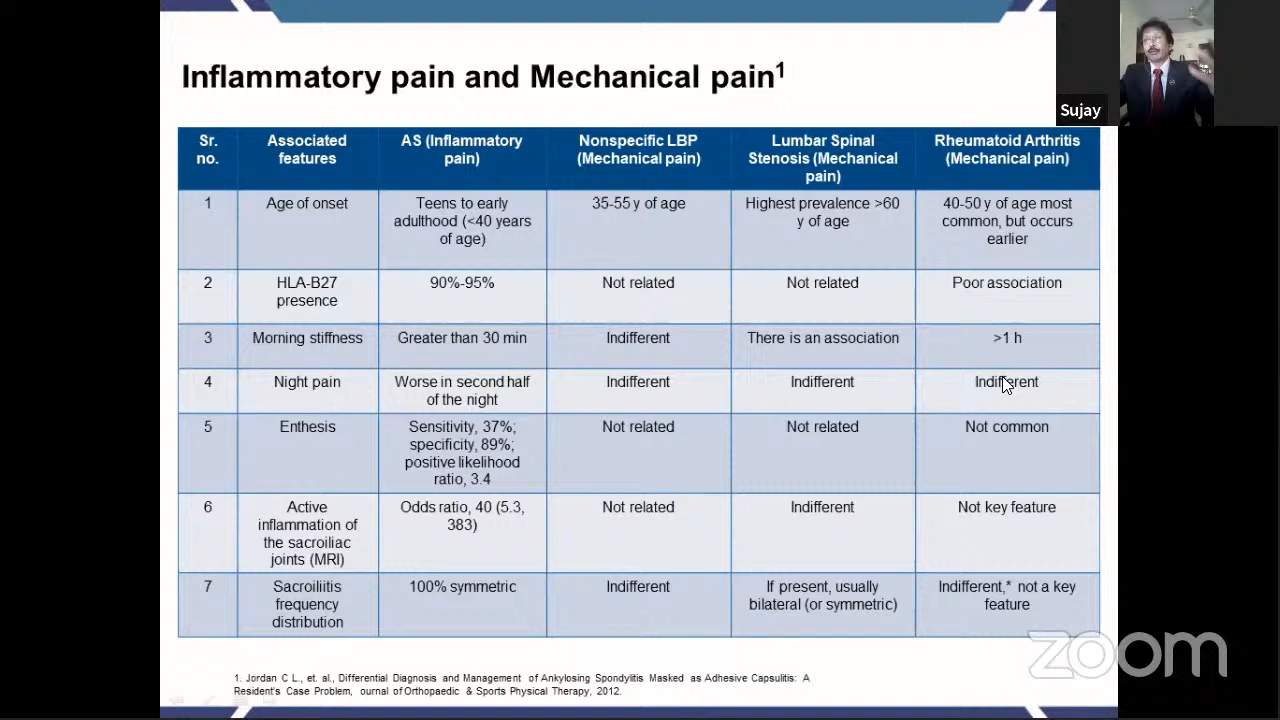 Inflammatory pain and Mechanical pain1
Sujay
Sr. no. Associated features AS (Inflammatory pain) Nonspecific LBP (Mechanical pain) Lumbar Spinal Stenosis (Mechanical pain) Rheumatoid Arthritis (Mechanical pain)
1 Age of onset Teens to early adulthood (<40 years of age) 35-55 y of age Highest prevalence >60 y of age 40-50 y of age most common, but occurs earlier
2 HLA-B27 presence 90%-95% Not related Not related Poor association
3 Morning stiffness Greater than 30 min Indifferent There is an association >1 h
4 Night pain Worse in second half of the night Indifferent Indifferent Indifferent
5 Enthesis Sensitivity, 37%; specificity, 89%; positive likelihood ratio, 3.4 Not related Not related Not common
6 Active inflammation of the sacroiliac joints (MRI) Odds ratio, 40 (5.3, 383) Not related Indifferent Not key feature
7 Sacroiliitis frequency distribution 100% symmetric Indifferent If present, usually bilateral (or symmetric) Indifferent,* not a key feature
zoom
1. Jordan C L., et. al., Differential Diagnosis and Management of Ankylosing Spondylitis Masked as Adhesive Capsulitis: A
Resident's Case Problem, ournal of Orthopaedic & Sports Physical Therapy, 2012.